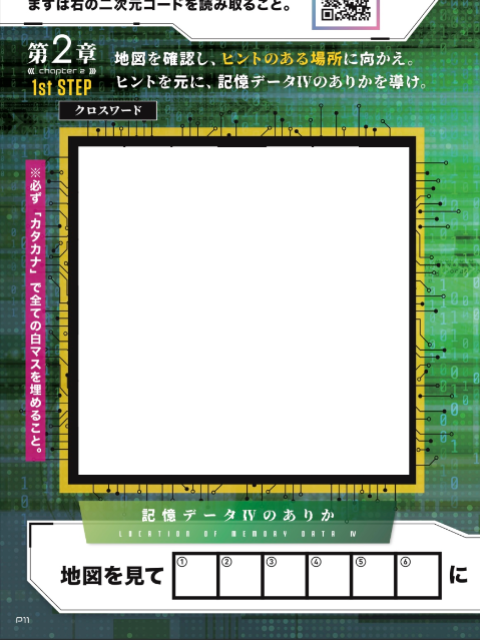 まずは右の二次元コードを読み取ること。
第2章
chapter 2
1st STEP
地図を確認し、ヒントのある場所に向かえ。
ヒントを元に、記憶データⅣのありかを導け。
クロスワード
※必ず「カタカナ」で全ての白マスを埋めること。
記憶データⅣのありか
LOCATION OF MEMORY DATA Ⅳ
地図を見て ① ② ③ ④ ⑤ ⑥ に
P11